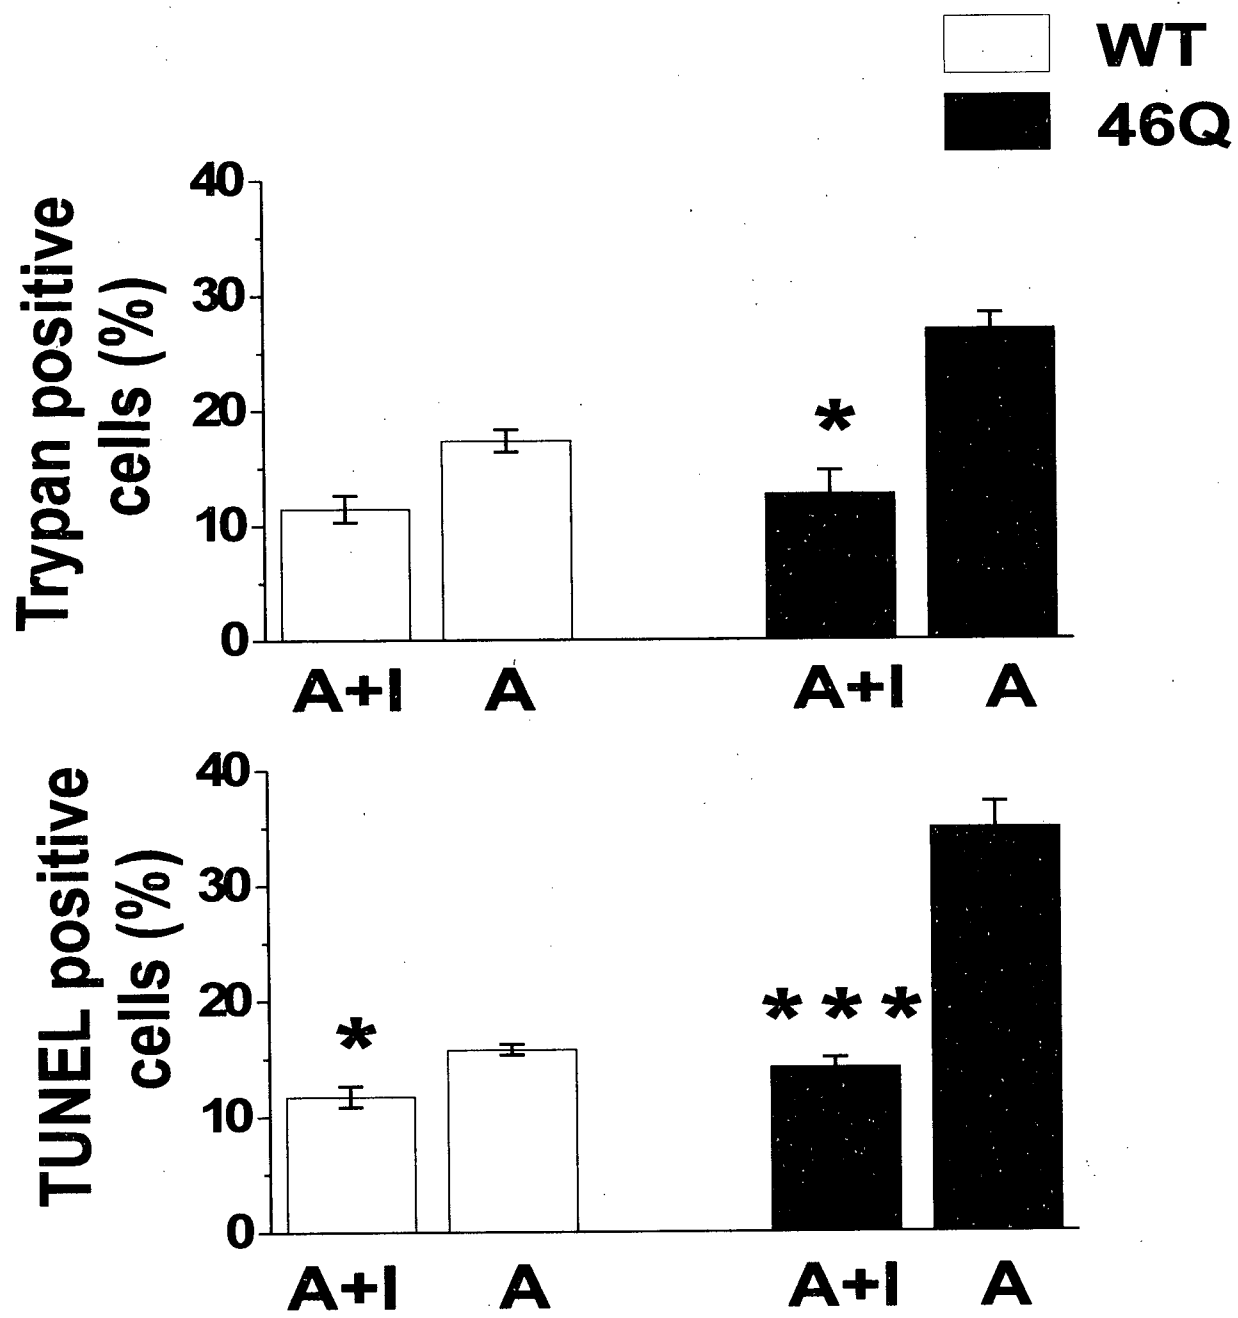 WT
46Q
Trypan positive
cells (%)
40
30
20
10
0
*
A+I A A+I A
TUNEL positive
cells (%)
40
30
20
10
0
*
* * *
A+I A A+I A